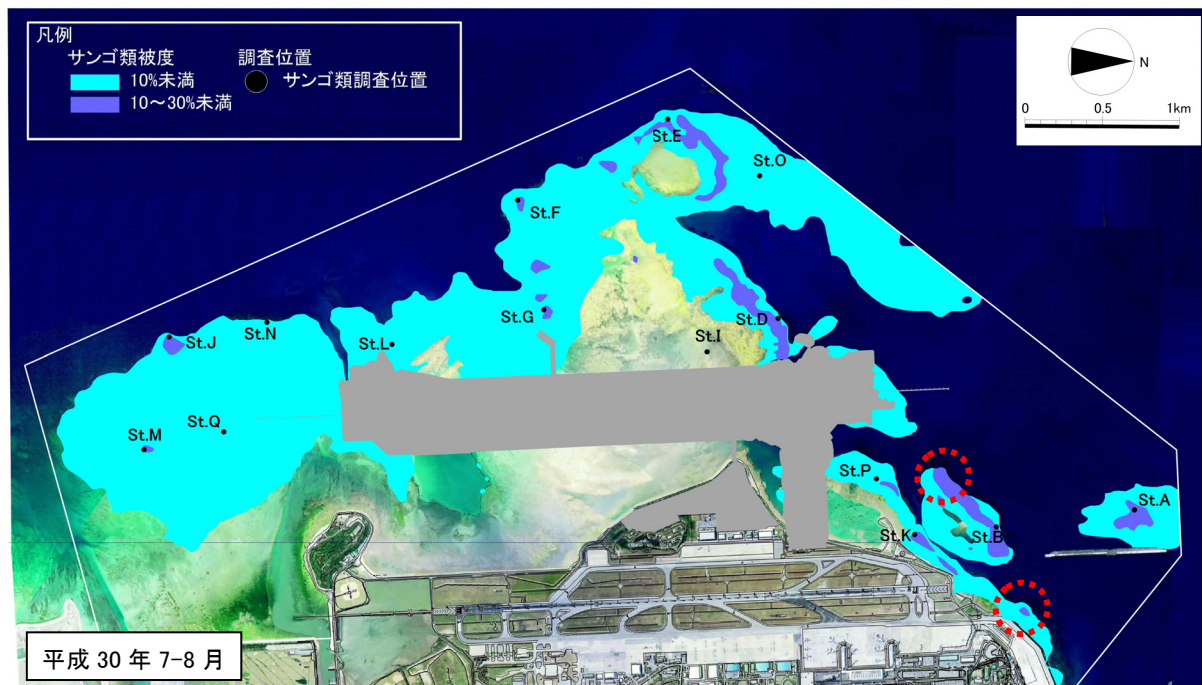 凡例
サンゴ類被度 調査位置
10%未満 サンゴ類調査位置
10～30%未満
N
0 0.5 1km
St.E
St.O
St.F
St.G
St.D
St.N
St.J
St.L
St.I
St.Q
St.M
St.P
St.A
St.K
St.B
平成 30 年 7-8 月